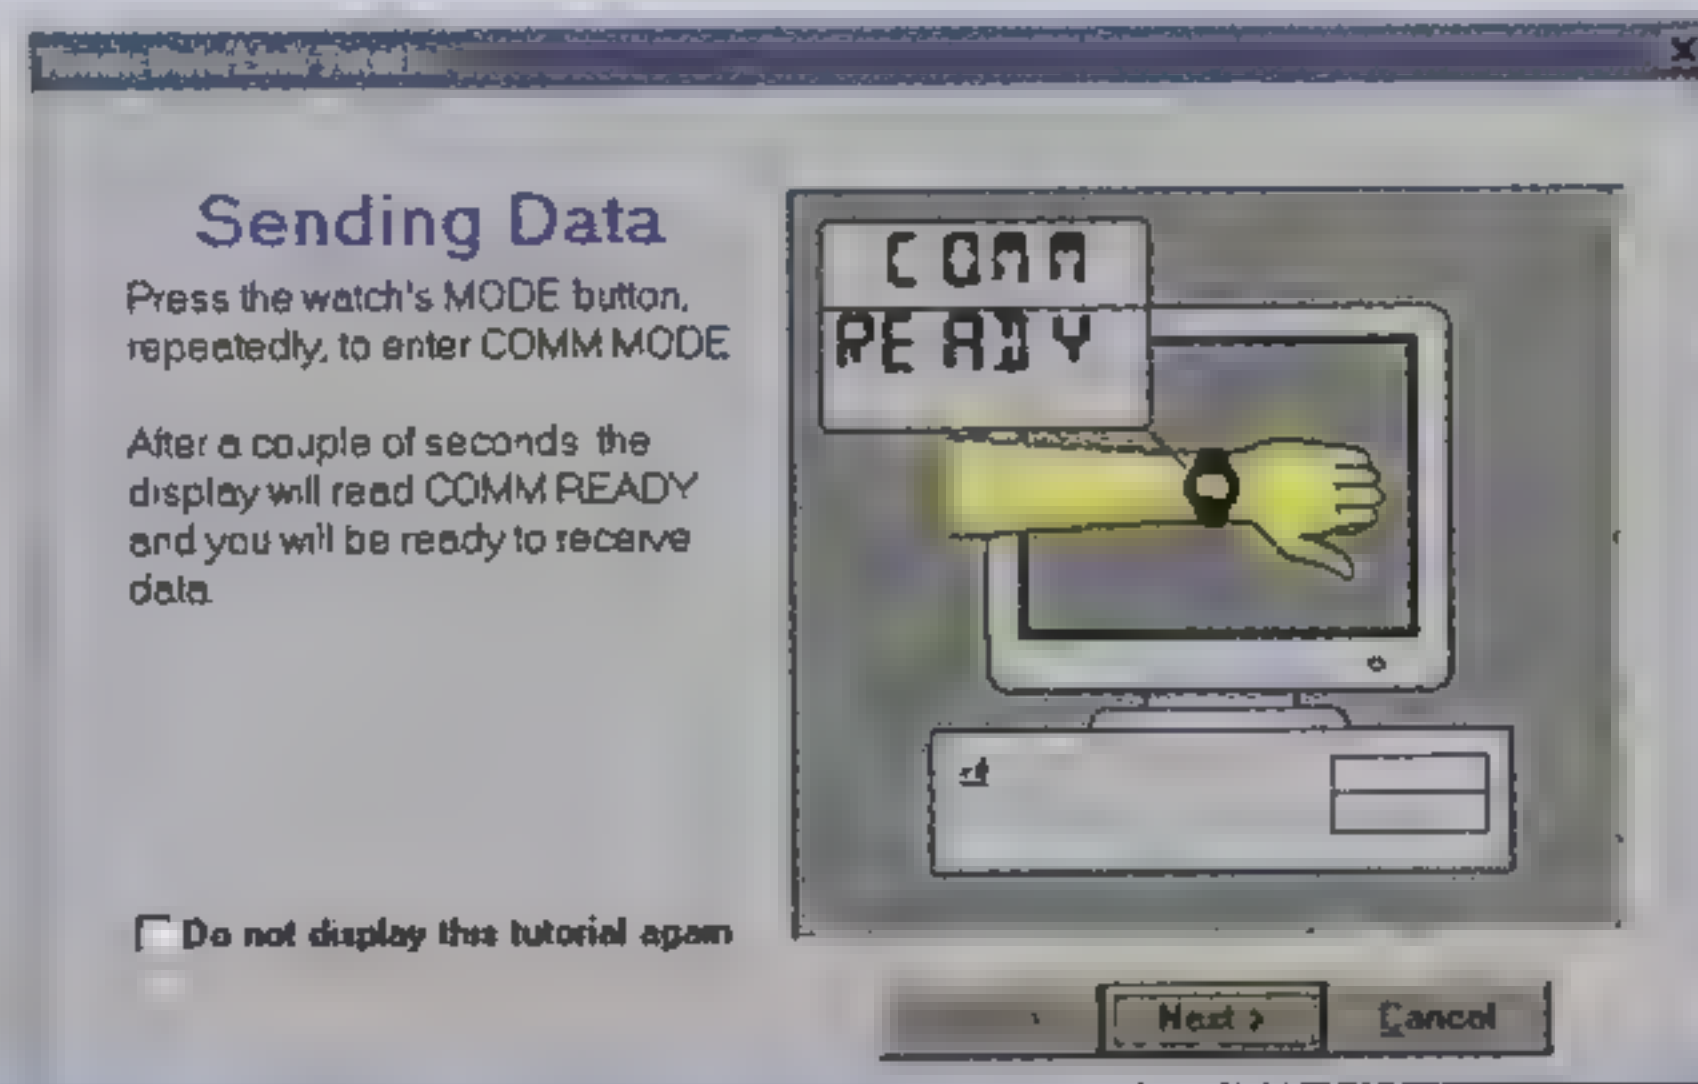 Sending Data
Press the watch's MODE button,
repeatedly, to enter COMM MODE
After a couple of seconds the
display will read COMM READY
and you will be ready to receive
data
COMM
READY
Do not display this tutorial again
Next >
Cancel